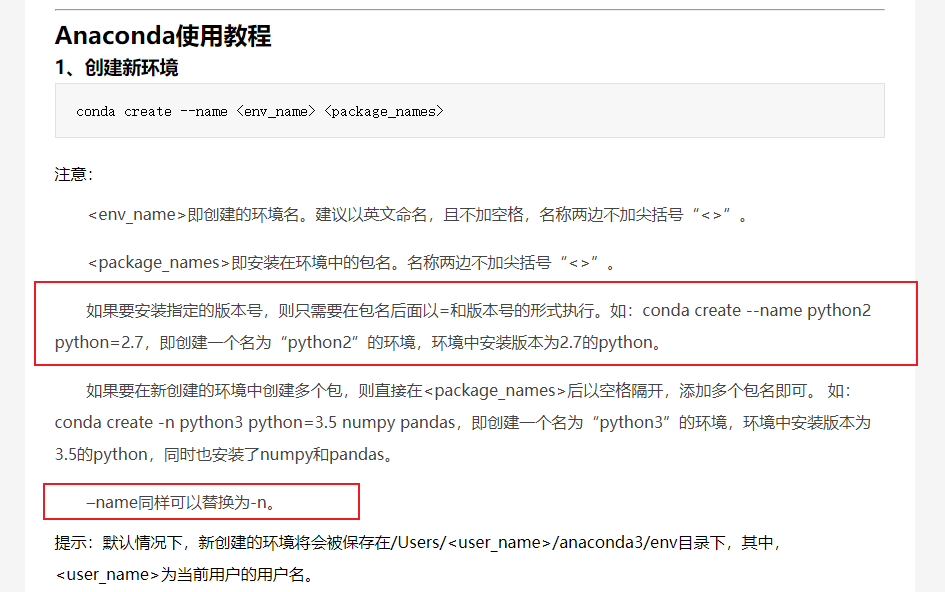 Anaconda使用教程
1、创建新环境
conda create --name <env_name> <package_names>
注意：
<env_name>即创建的环境名。建议以英文命名，且不加空格，名称两边不加尖括号“<>”。
<package_names>即安装在环境中的包名。名称两边不加尖括号“<>”。
如果要安装指定的版本号，则只需要在包名后面以=和版本号的形式执行。如：conda create --name python2
python=2.7，即创建一个名为“python2”的环境，环境中安装版本为2.7的python。
如果要在新创建的环境中创建多个包，则直接在<package_names>后以空格隔开，添加多个包名即可。 如：
conda create -n python3 python=3.5 numpy pandas，即创建一个名为“python3”的环境，环境中安装版本为
3.5的python，同时也安装了numpy和pandas。
–name同样可以替换为-n。
提示：默认情况下，新创建的环境将会被保存在/Users/<user_name>/anaconda3/env目录下，其中，
<user_name>为当前用户的用户名。